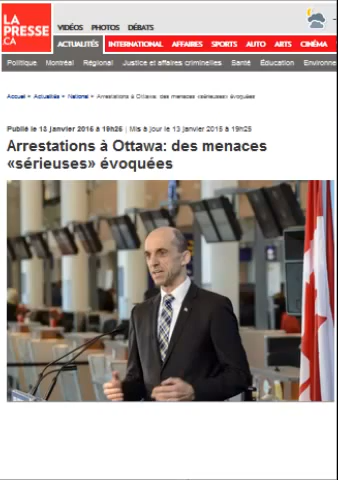 LA
PRESSE
.CA
VIDÉOS PHOTOS DÉBATS
ACTUALITÉS INTERNATIONAL AFFAIRES SPORTS AUTO ARTS CINÉMA
Politique Montréal Régional Justice et affaires criminelles Santé Éducation Environne
Accueil > Actualités > National > Arrestations à Ottawa: des menaces «sérieuses» évoquées
Publié le 13 janvier 2015 à 19h25 | Mis à jour le 13 janvier 2015 à 19h25
Arrestations à Ottawa: des menaces
«sérieuses» évoquées